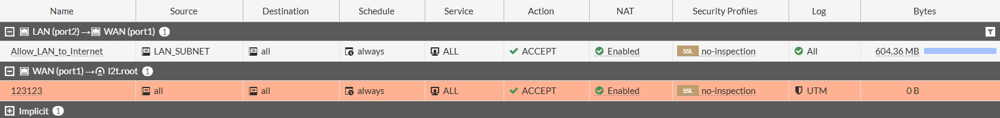 Name Source Destination Schedule Service Action NAT Security Profiles Log Bytes
LAN (port2) → WAN (port1) 1
Allow_LAN_to_Internet LAN_SUBNET all always ALL ACCEPT Enabled SSL no-inspection All 604.36 MB
WAN (port1) → l2t.root 1
123123 all all always ALL ACCEPT Enabled SSL no-inspection UTM 0 B
Implicit 1